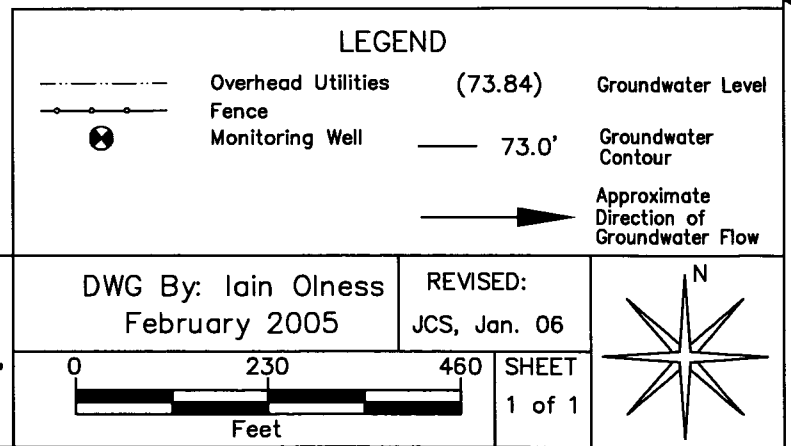 LEGEND
Overhead Utilities
Fence
Monitoring Well
(73.84) Groundwater Level
73.0' Groundwater
Contour
Approximate
Direction of
Groundwater Flow
DWG By: Iain Olness
February 2005
REVISED:
JCS, Jan. 06
N
0 230 460
Feet
SHEET
1 of 1